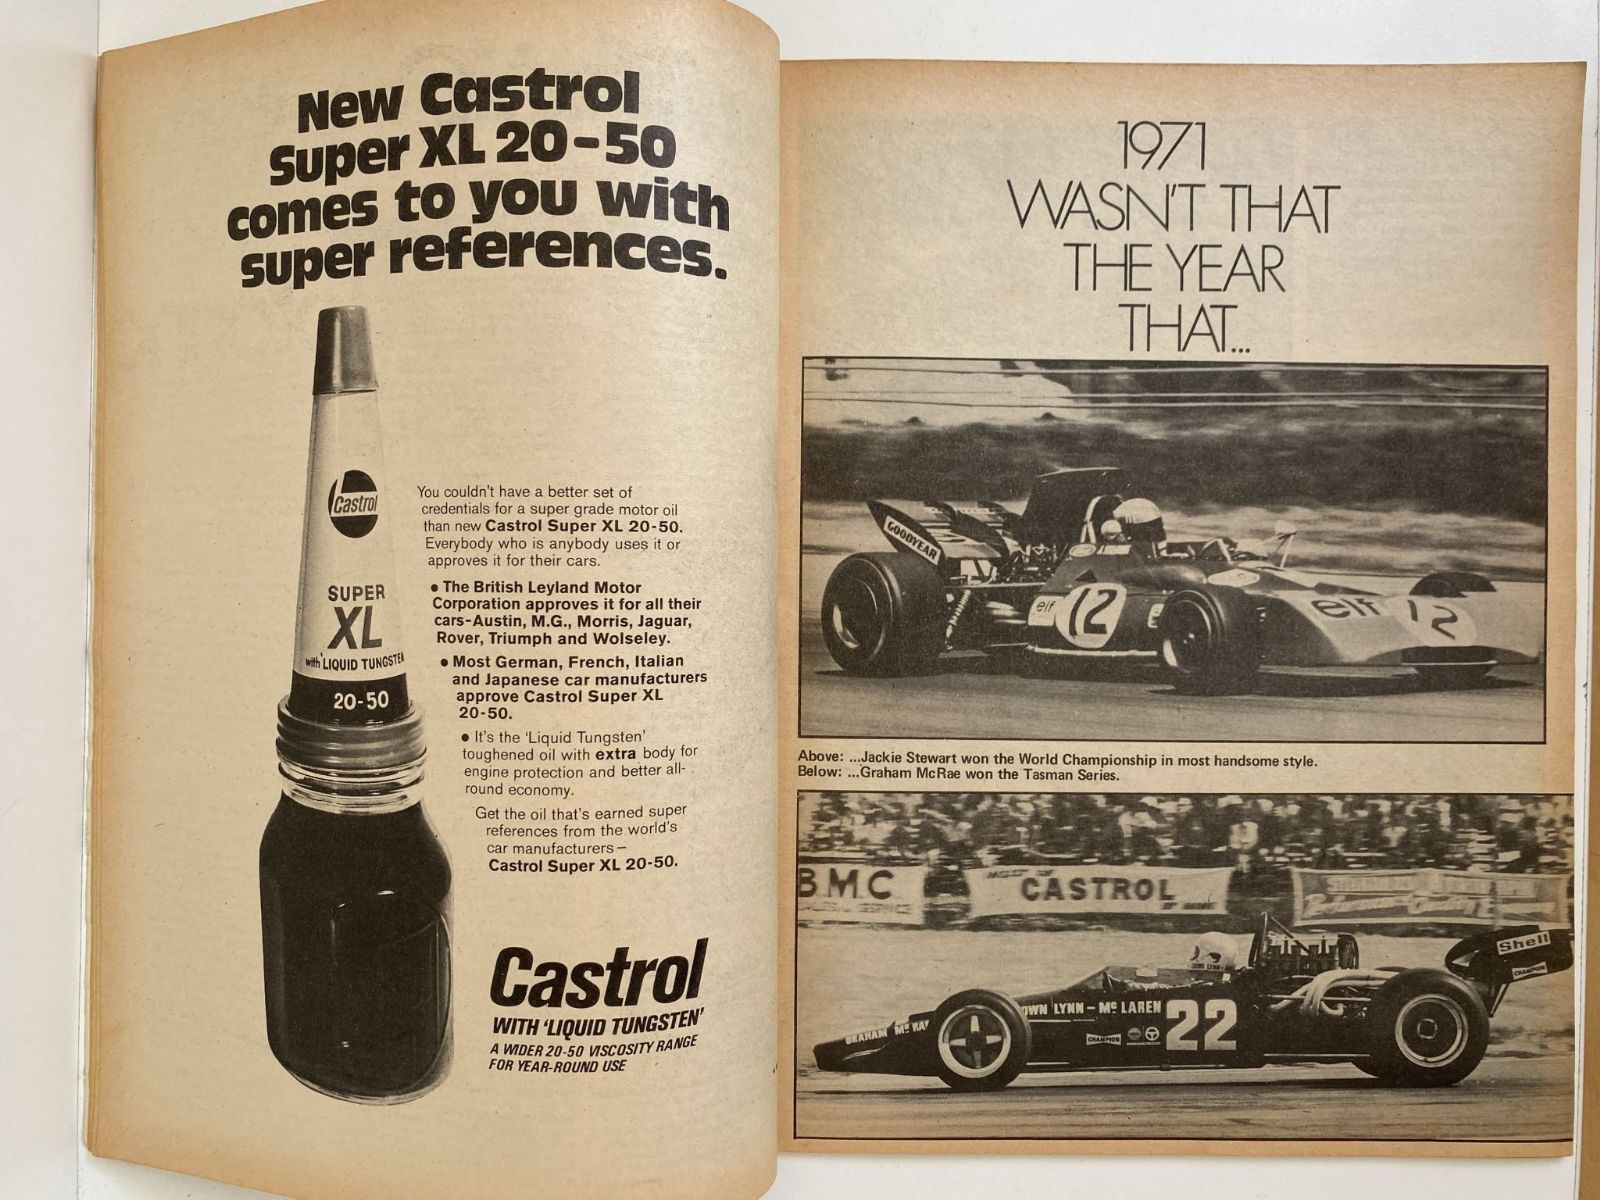 New Castrol
Super XL 20-50
comes to you with
super references.
Castrol
SUPER
XL
with 'LIQUID TUNGSTEN
20-50
You couldn't have a better set of
credentials for a super grade motor oil
than new Castrol Super XL 20-50.
Everybody who is anybody uses it or
approves it for their cars.
• The British Leyland Motor
Corporation approves it for all their
cars-Austin, M.G., Morris, Jaguar,
Rover, Triumph and Wolseley.
• Most German, French, Italian
and Japanese car manufacturers
approve Castrol Super XL
20-50.
• It's the 'Liquid Tungsten'
toughened oil with extra body for
engine protection and better all-
round economy.
Get the oil that's earned super
references from the world's
car manufacturers—
Castrol Super XL 20-50.
Castrol
WITH 'LIQUID TUNGSTEN'
A WIDER 20-50 VISCOSITY RANGE
FOR YEAR-ROUND USE
1971
WASN'T THAT
THE YEAR
THAT...
GOODYEAR
elf 12
elf 12
Above: ...Jackie Stewart won the World Championship in most handsome style.
Below: ...Graham McRae won the Tasman Series.
BMC
SERVICE
CASTROL
Shell
CHAMPION
OWN LYNN - McLAREN
22
GRAHAM McRAE
CHAMPION